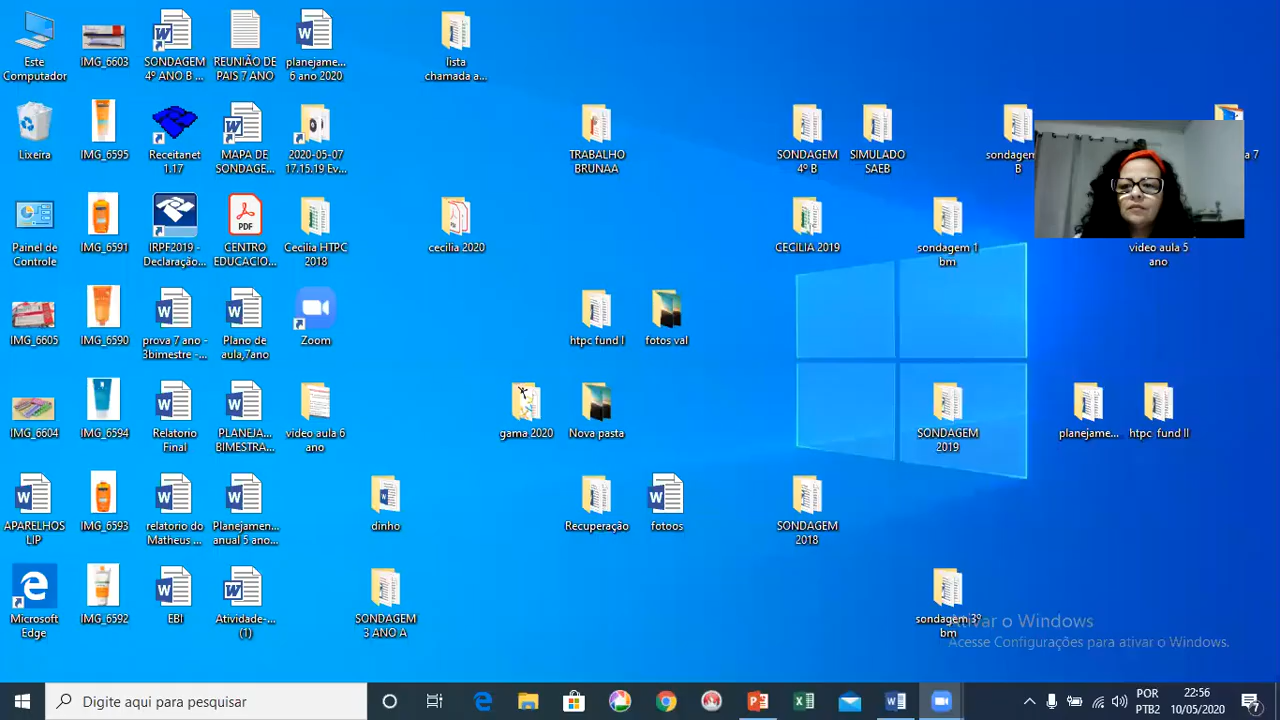 Este
Computador
IMG_6603
SONDAGEM
4º ANO B ...
REUNIÃO DE
PAIS 7 ANO
planejame...
6 ano 2020
lista
chamada a...
Lixeira
IMG_6595
Receitanet
1.17
MAPA DE
SONDAGE...
2020-05-07
17.15.19 Ev...
TRABALHO
BRUNAA
SONDAGEM
4º B
SIMULADO
SAEB
sondagem
B
a 7
Painel de
Controle
IMG_6591
IRPF2019 -
Declaração...
PDF
CENTRO
EDUCACIO...
Cecilia HTPC
2018
cecilia 2020
CECILIA 2019
sondagem 1
bm
video aula 5
ano
IMG_6605
IMG_6590
prova 7 ano -
3bimestre -...
Plano de
aula,7ano
Zoom
htpc fund I
fotos val
IMG_6604
IMG_6594
Relatorio
Final
PLANEJA...
BIMESTRA...
video aula 6
ano
gama 2020
Nova pasta
SONDAGEM
2019
planejame...
htpc fund II
APARELHOS
LIP
IMG_6593
relatorio do
Matheus ...
Planejamen...
anual 5 ano...
dinho
Recuperação
fotoos
SONDAGEM
2018
Microsoft
Edge
IMG_6592
EBI
Atividade-...
(1)
SONDAGEM
3 ANO A
sondagem 3º
bm
Ativar o Windows
Acesse Configurações para ativar o Windows.
Digite aqui para pesquisar
POR
PTB2
22:56
10/05/2020
7